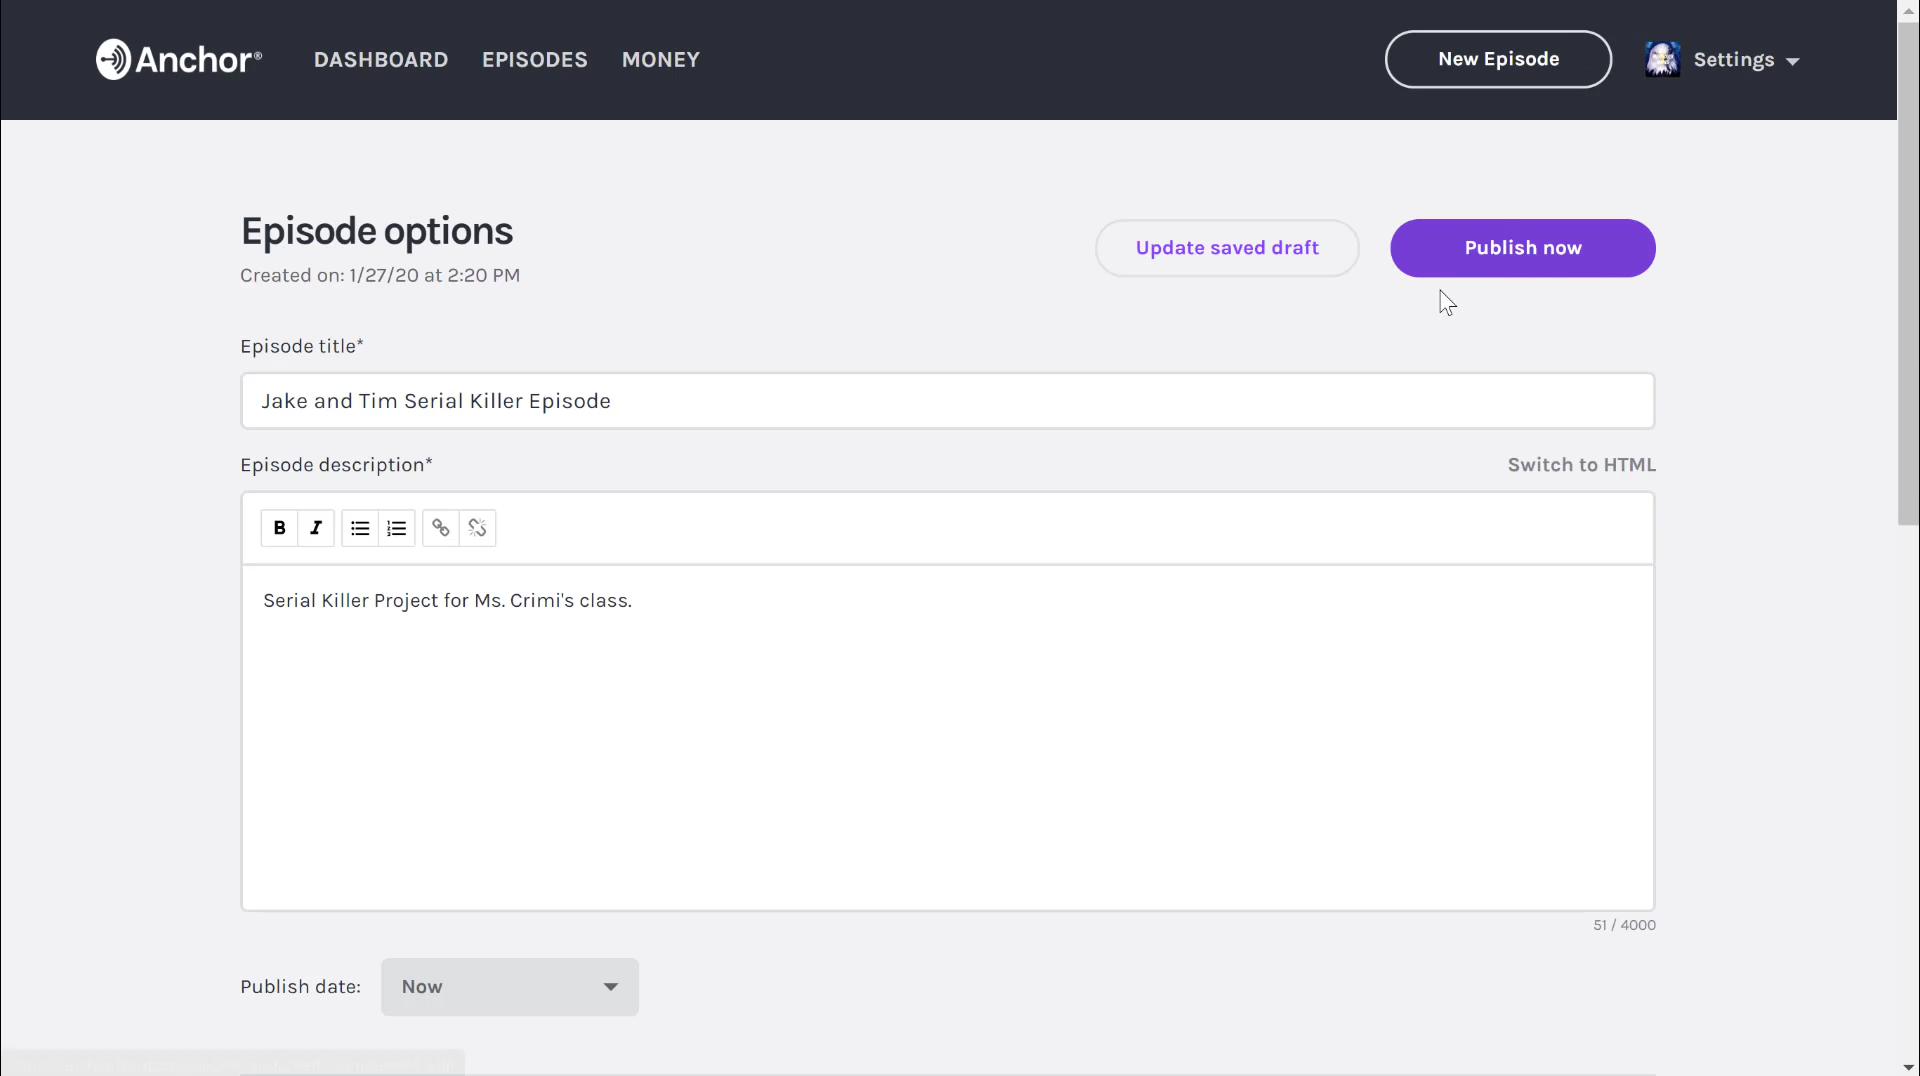 Anchor®
DASHBOARD EPISODES MONEY
New Episode
Settings
Episode options
Created on: 1/27/20 at 2:20 PM
Update saved draft
Publish now
Episode title*
Jake and Tim Serial Killer Episode
Episode description*
Switch to HTML
B I
Serial Killer Project for Ms. Crimi's class.
51 / 4000
Publish date:
Now